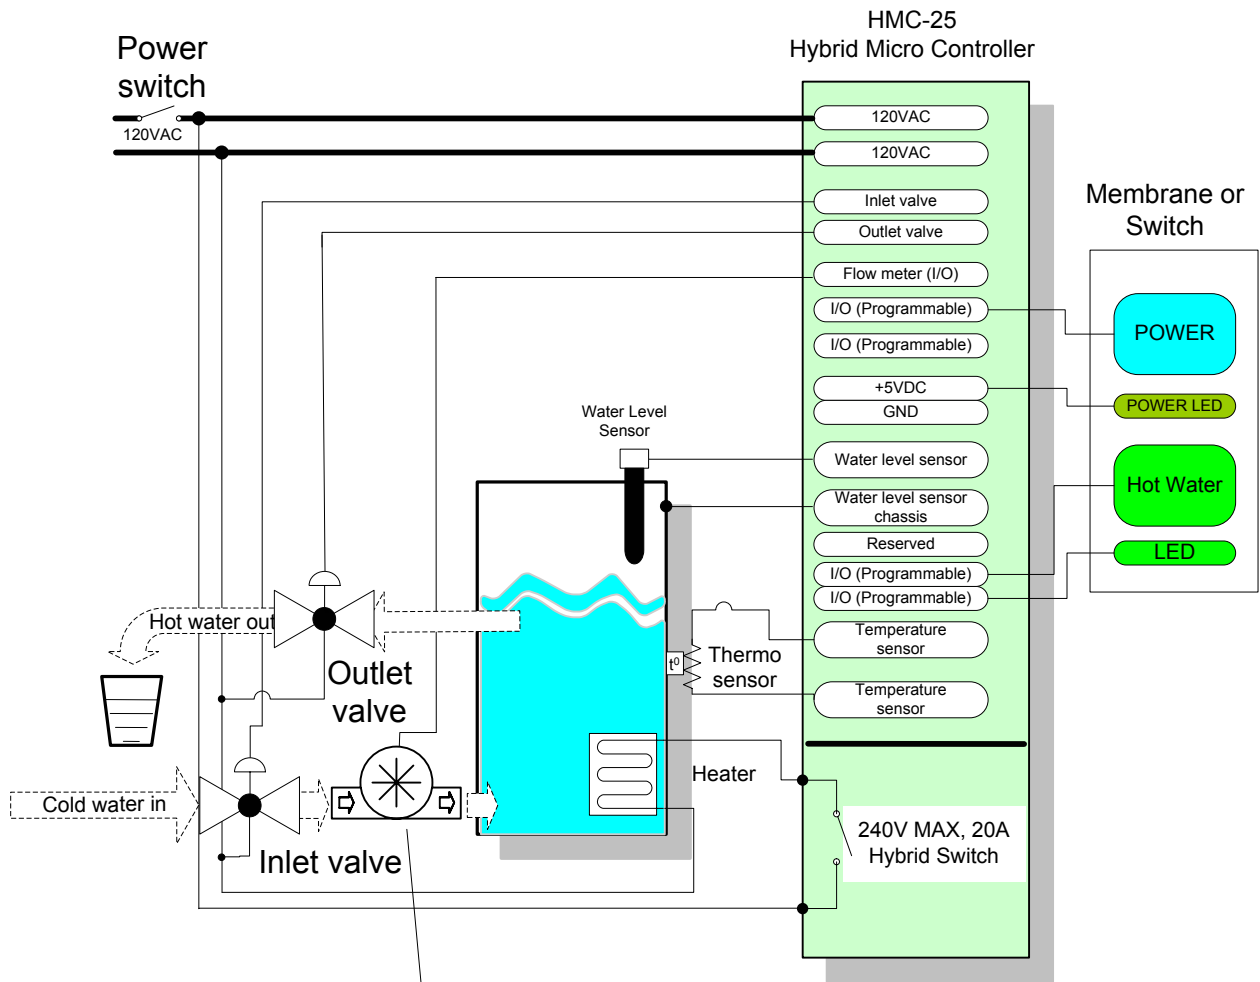 HMC-25
Hybrid Micro Controller
Power
switch
120VAC
120VAC
120VAC
Inlet valve
Outlet valve
Flow meter (I/O)
I/O (Programmable)
I/O (Programmable)
+5VDC
GND
Water level sensor
Water level sensor
chassis
Reserved
I/O (Programmable)
I/O (Programmable)
Temperature
sensor
Temperature
sensor
240V MAX, 20A
Hybrid Switch
Membrane or
Switch
POWER
POWER LED
Hot Water
LED
Water Level
Sensor
Hot water out
Outlet
valve
t⁰
Thermo
sensor
Heater
Cold water in
Inlet valve